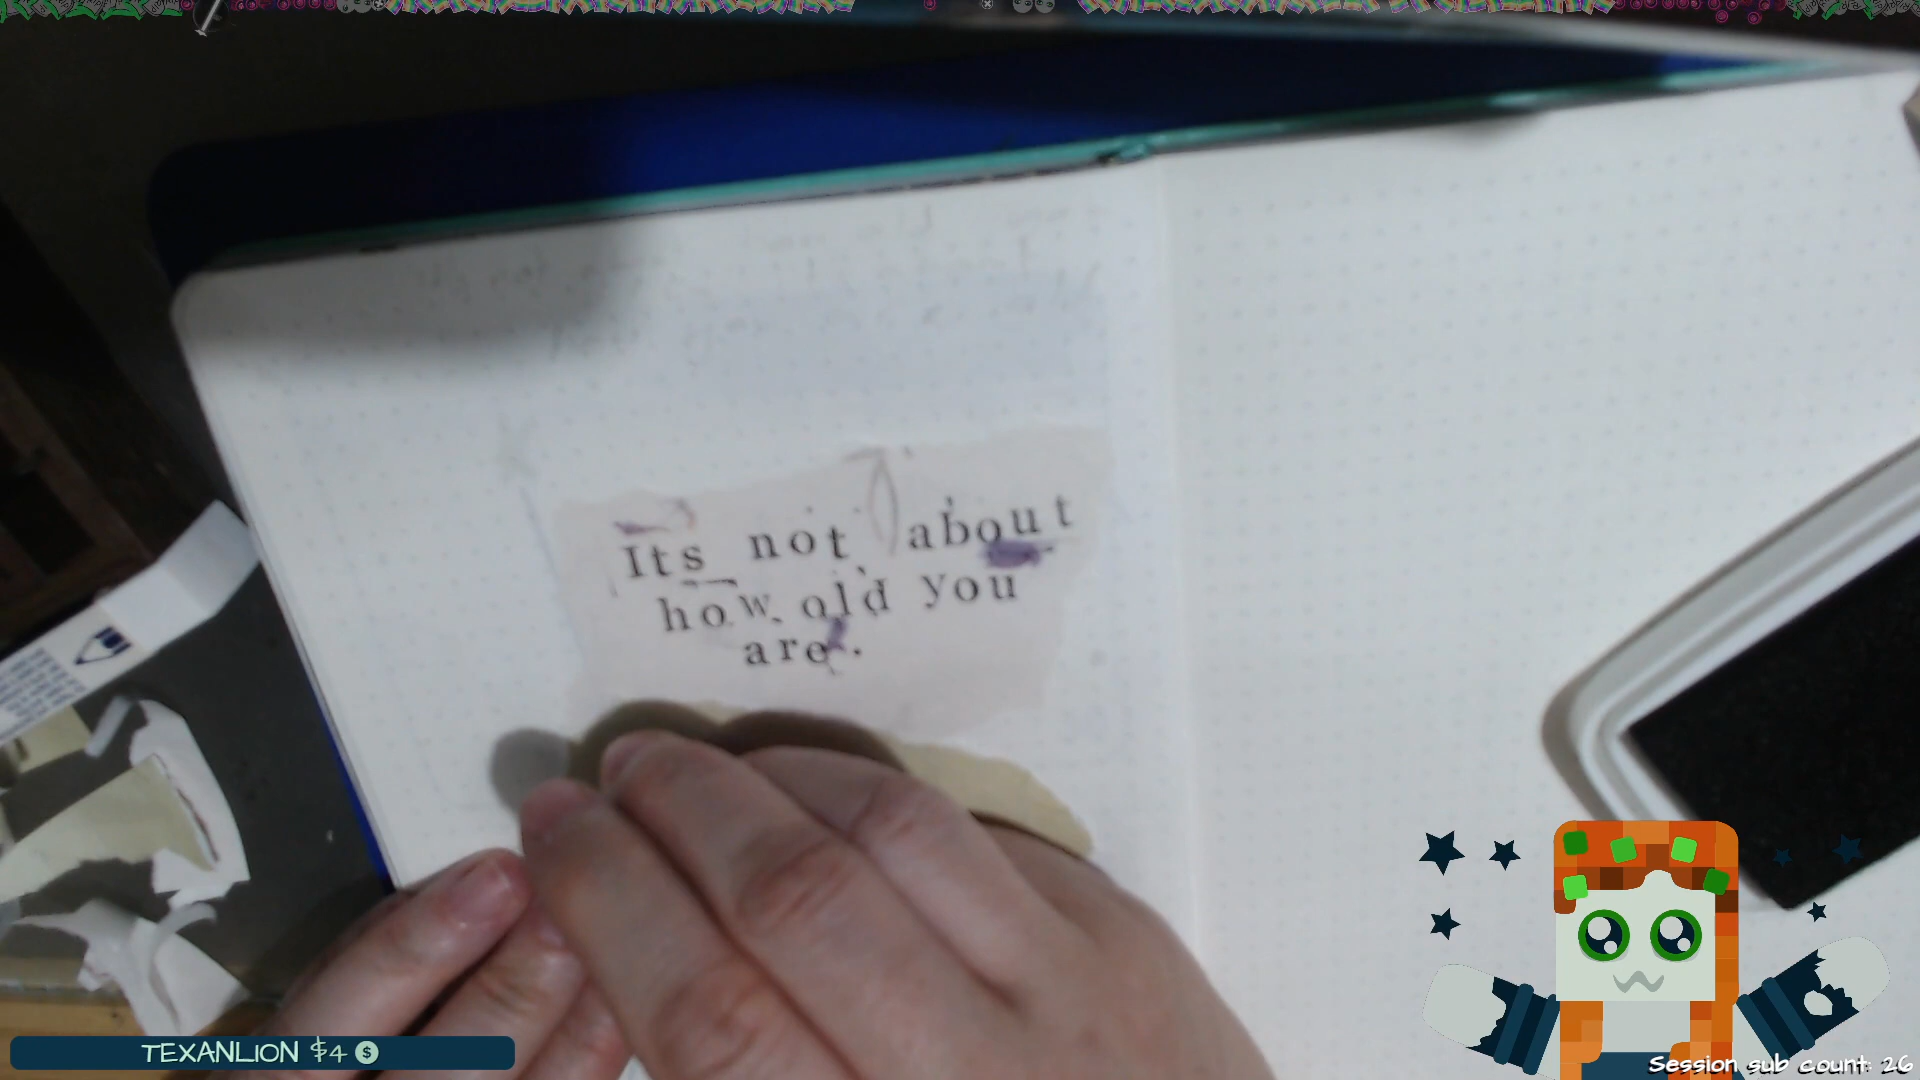 Its not about
how old you
are.
TEXANLION $4
Session sub count: 26